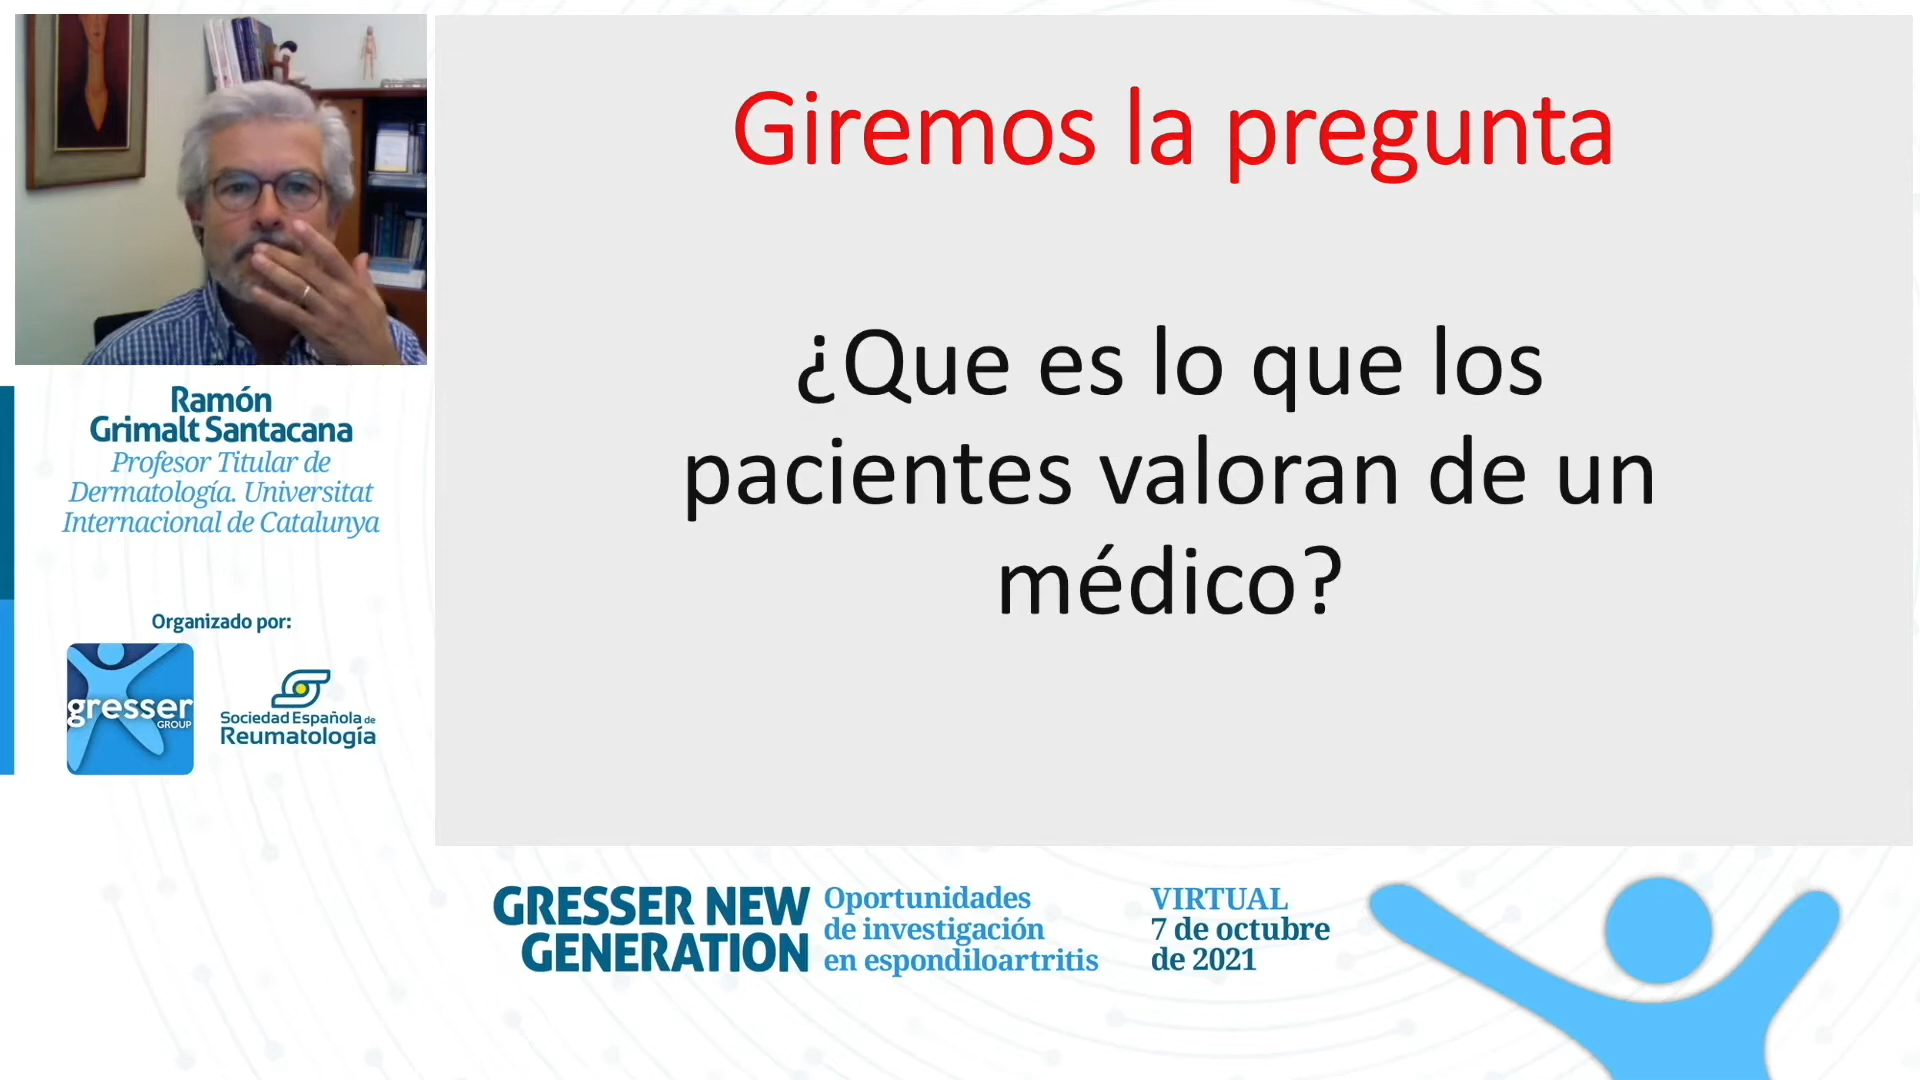 Giremos la pregunta
¿Que es lo que los
pacientes valoran de un
médico?
Ramón
Grimalt Santacana
Profesor Titular de
Dermatología. Universitat
Internacional de Catalunya
Organizado por:
gresser
GROUP
Sociedad Española de
Reumatología
GRESSER NEW
GENERATION
Oportunidades
de investigación
en espondiloartritis
VIRTUAL
7 de octubre
de 2021